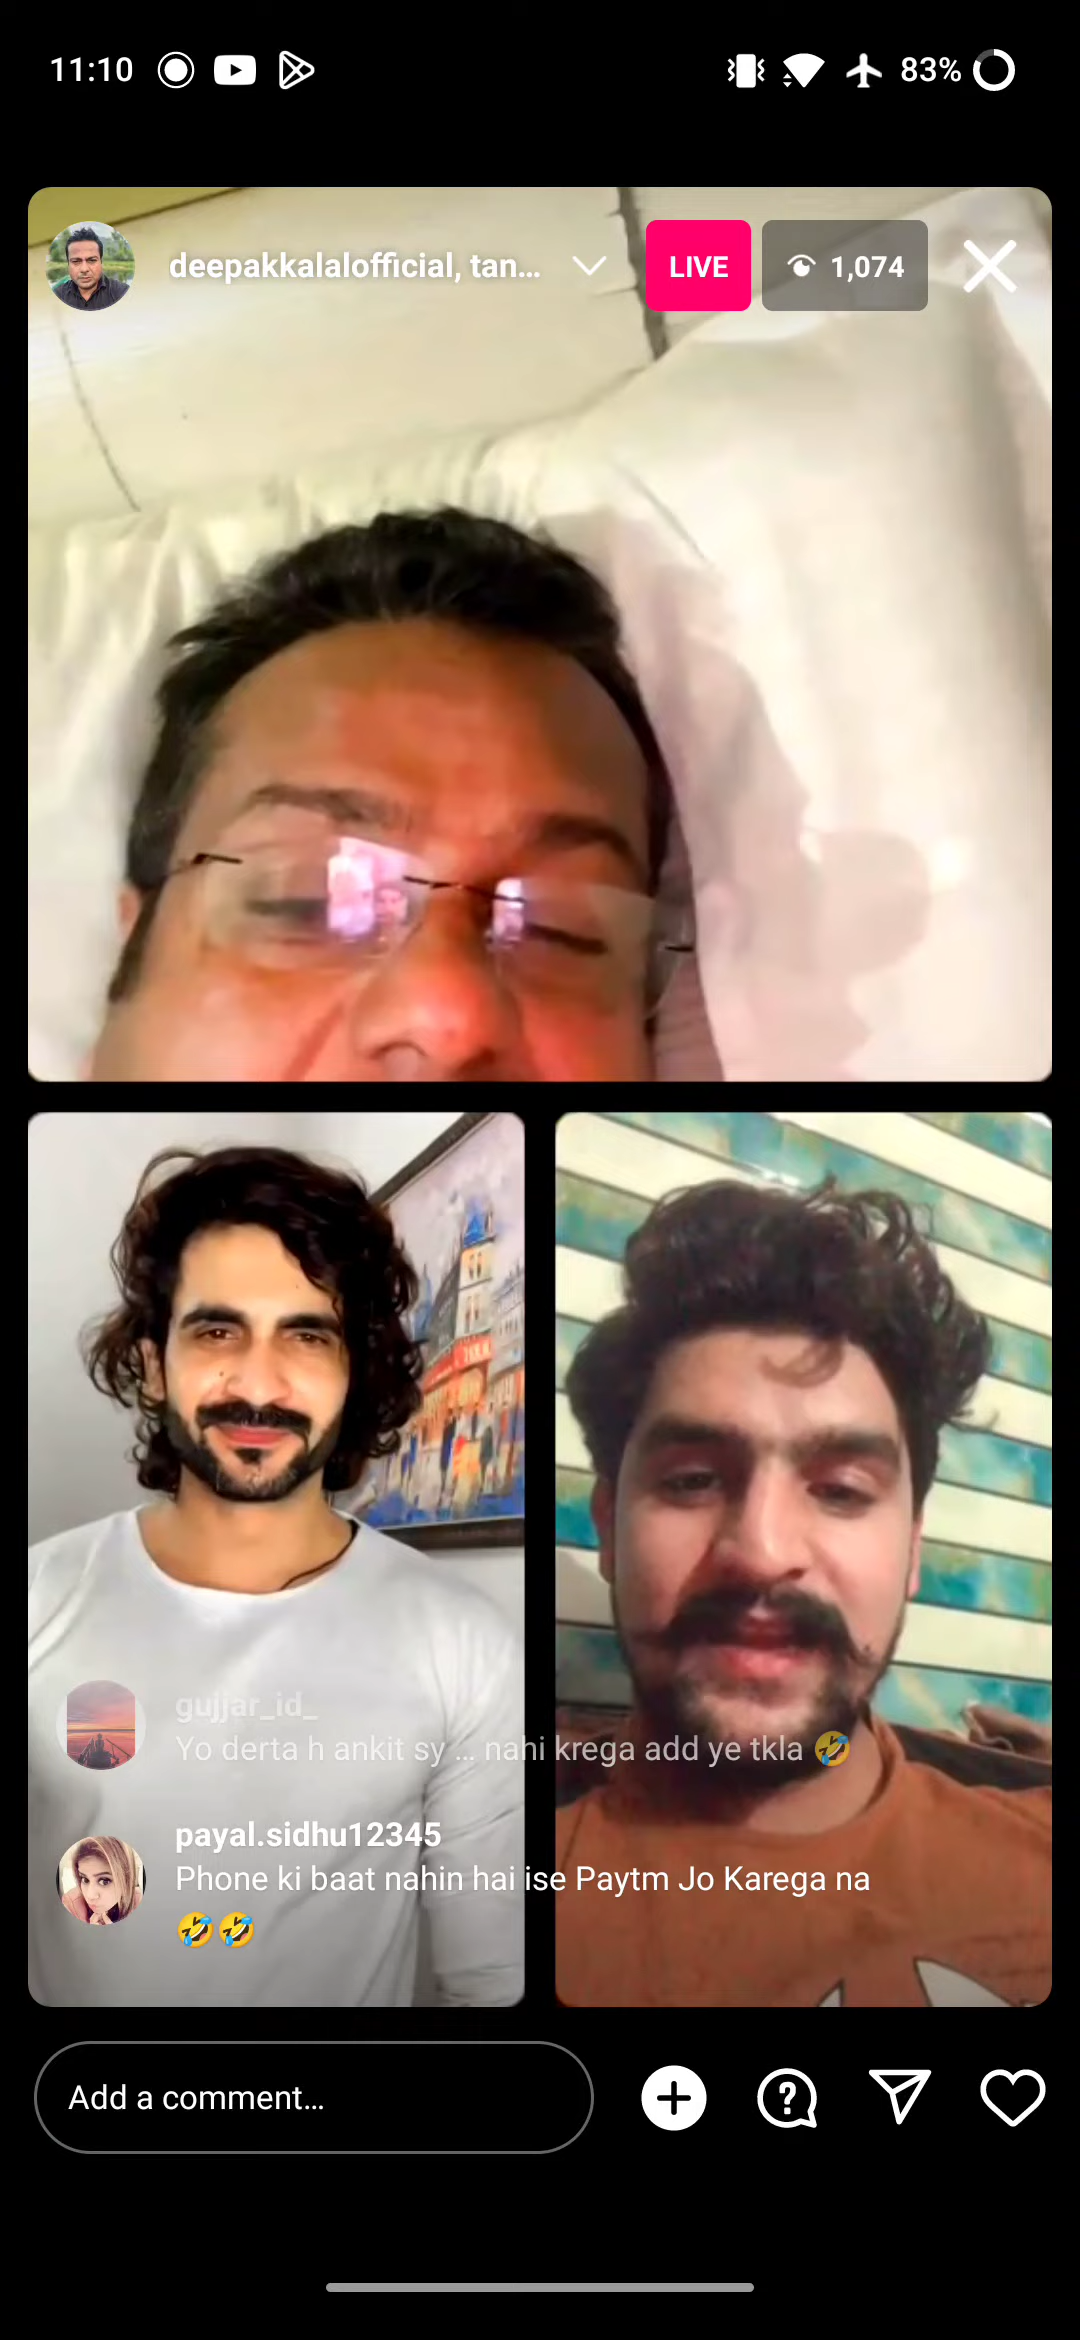 11:10
83%
deepakkalalofficial, tan...
LIVE
1,074
gujjar_id_
Yo derta h ankit sy ... nahi krega add ye tkla 🤣
payal.sidhu12345
Phone ki baat nahin hai ise Paytm Jo Karega na
🤣🤣
Add a comment...